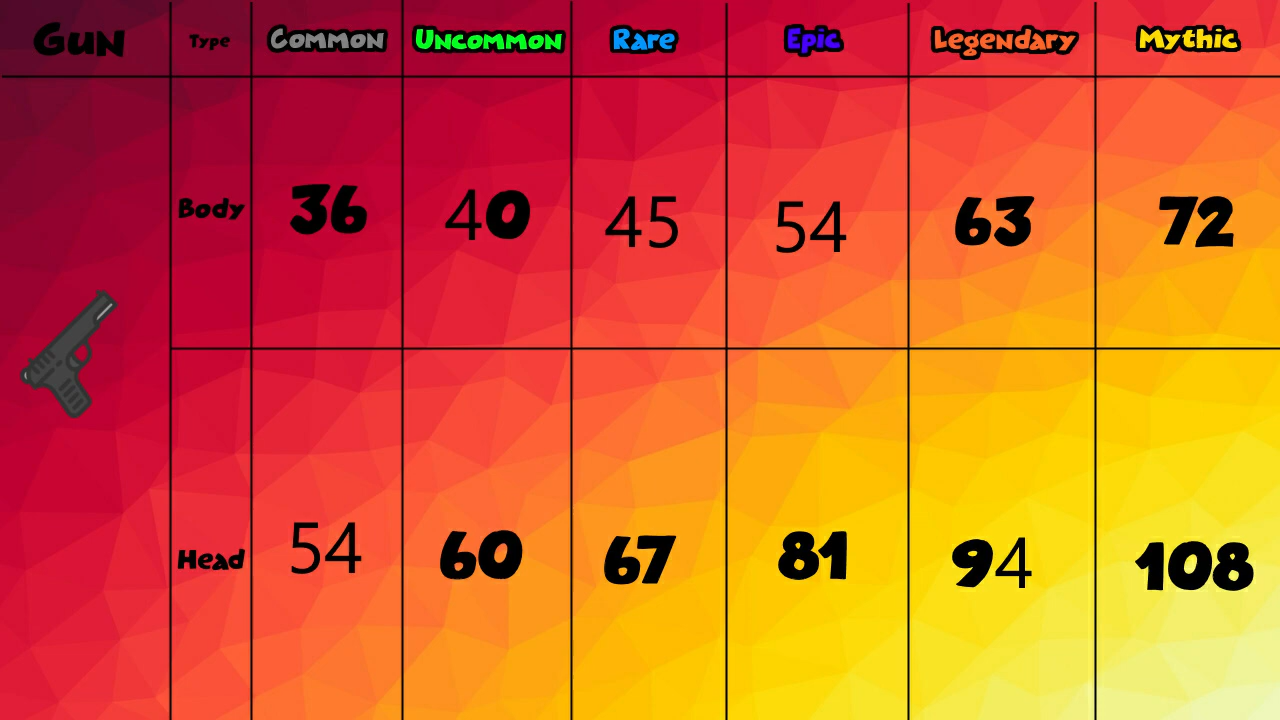 Gun Type Common Uncommon Rare Epic Legendary Mythic
Body 36 40 45 54 63 72
Head 54 60 67 81 94 108